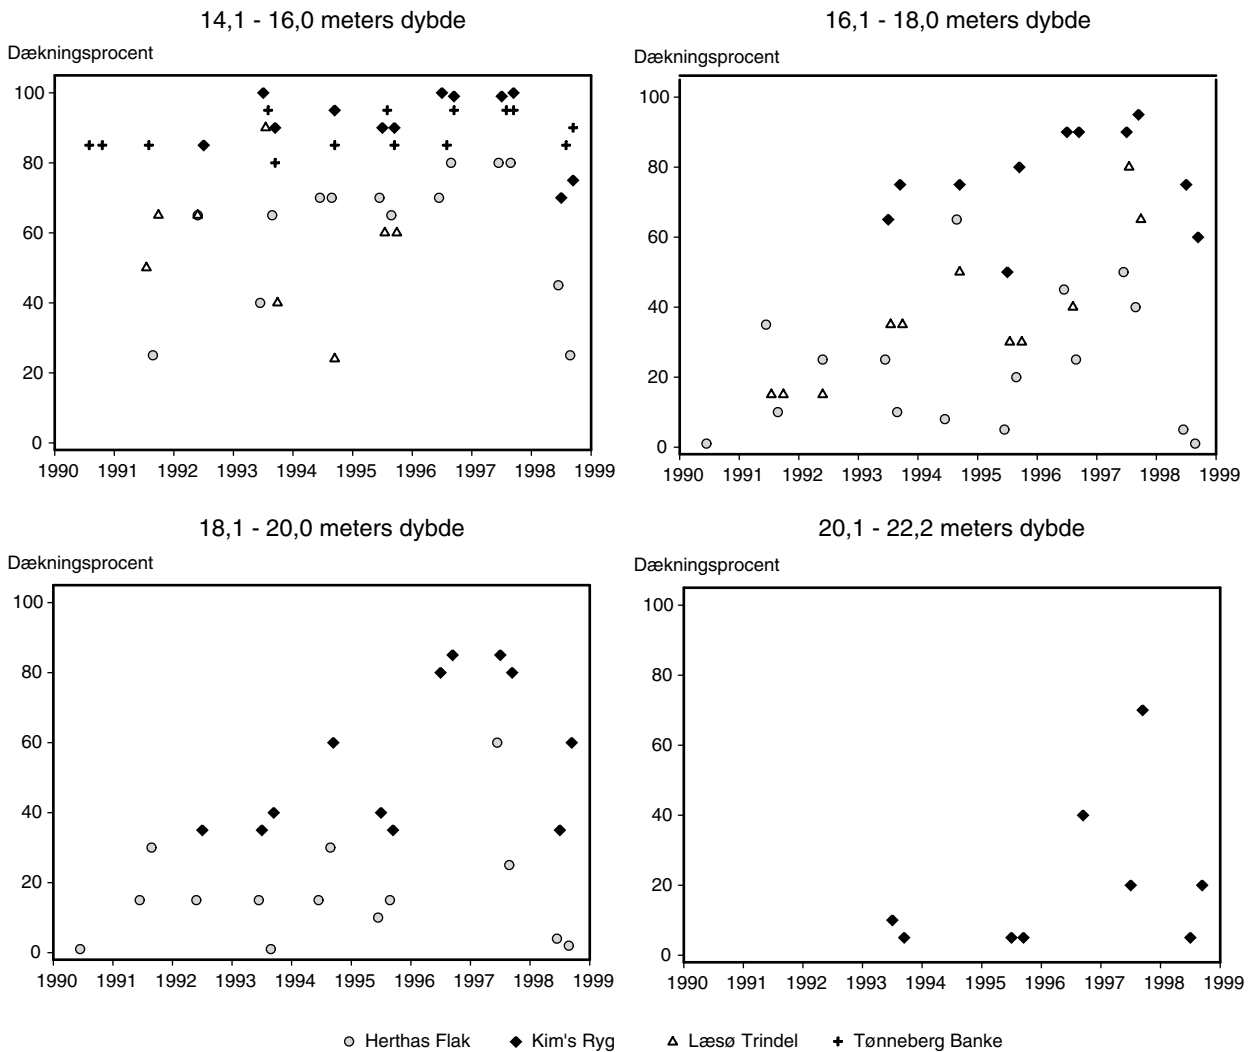 14,1 - 16,0 meters dybde
Dækningsprocent
100
80
60
40
20
0
1990 1991 1992 1993 1994 1995 1996 1997 1998 1999
16,1 - 18,0 meters dybde
Dækningsprocent
100
80
60
40
20
0
1990 1991 1992 1993 1994 1995 1996 1997 1998 1999
18,1 - 20,0 meters dybde
Dækningsprocent
100
80
60
40
20
0
1990 1991 1992 1993 1994 1995 1996 1997 1998 1999
20,1 - 22,2 meters dybde
Dækningsprocent
100
80
60
40
20
0
1990 1991 1992 1993 1994 1995 1996 1997 1998 1999
Herthas Flak Kim's Ryg Læsø Trindel Tønneberg Banke